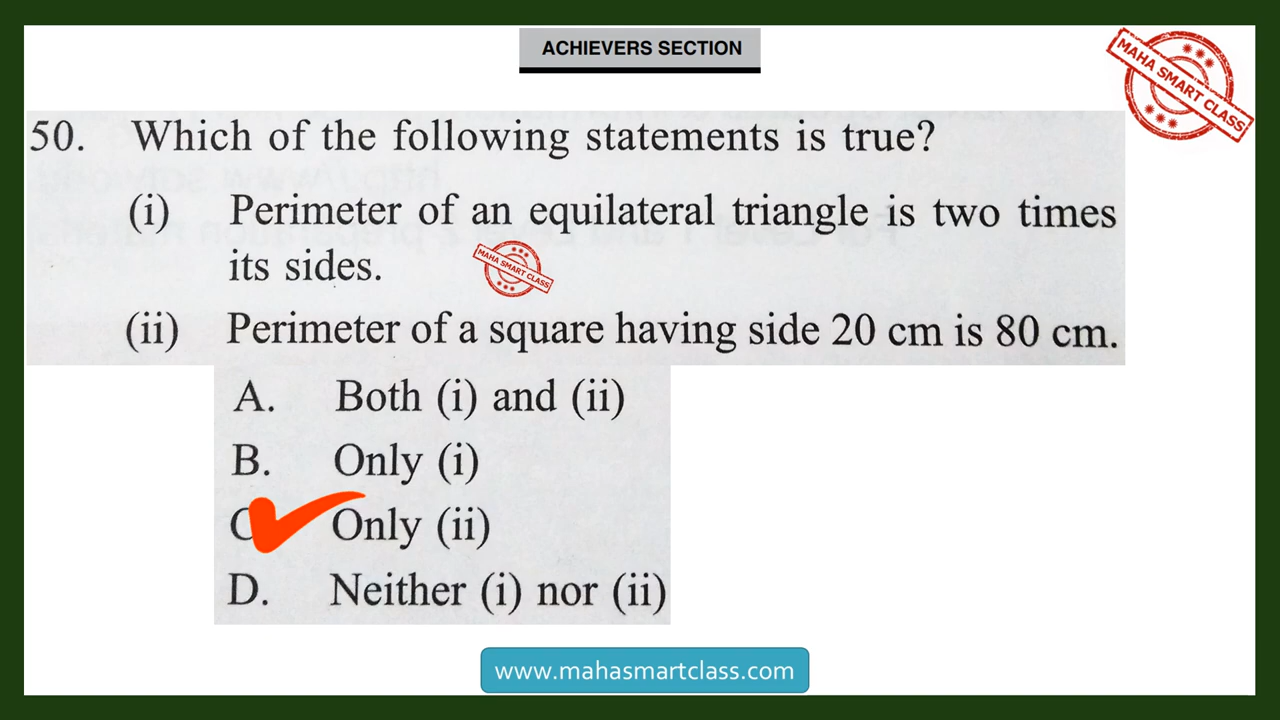 ACHIEVERS SECTION
MAHA SMART CLASS
50. Which of the following statements is true?
(i) Perimeter of an equilateral triangle is two times
its sides.
MAHA SMART CLASS
(ii) Perimeter of a square having side 20 cm is 80 cm.
A. Both (i) and (ii)
B. Only (i)
C Only (ii)
D. Neither (i) nor (ii)
www.mahasmartclass.com